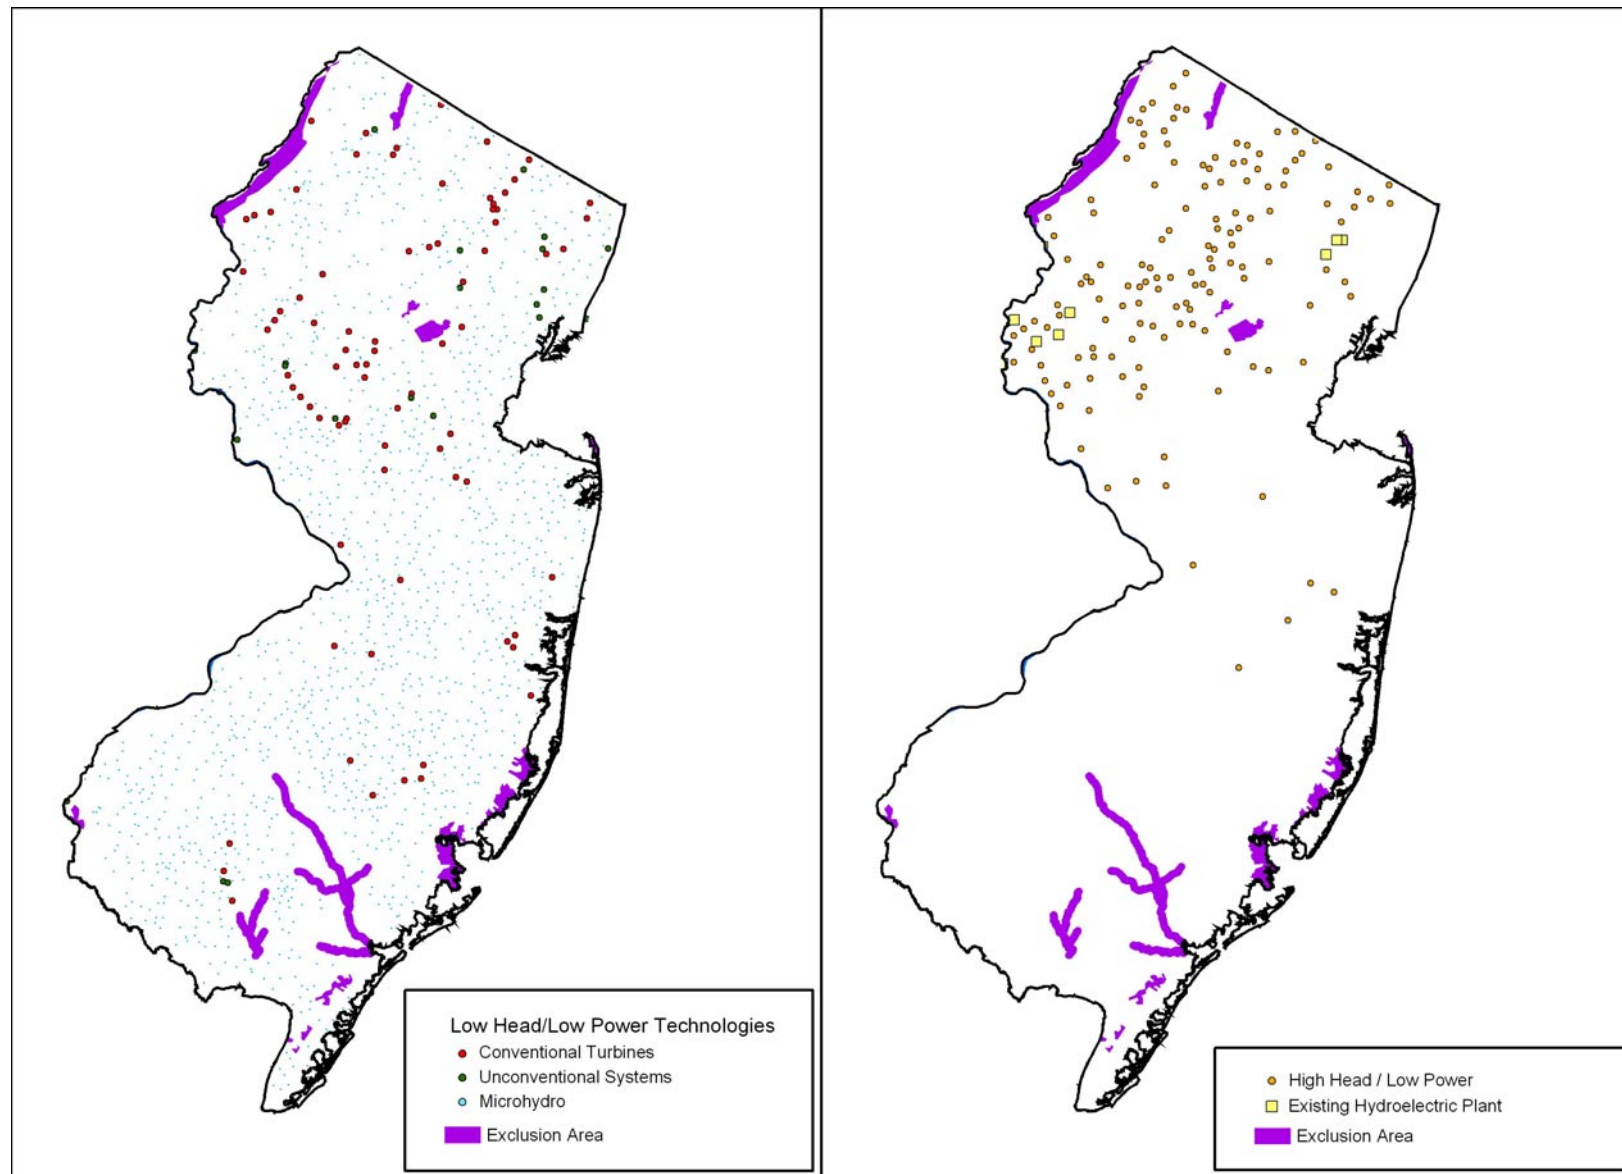 Low Head/Low Power Technologies
Conventional Turbines
Unconventional Systems
Microhydro
Exclusion Area
High Head / Low Power
Existing Hydroelectric Plant
Exclusion Area